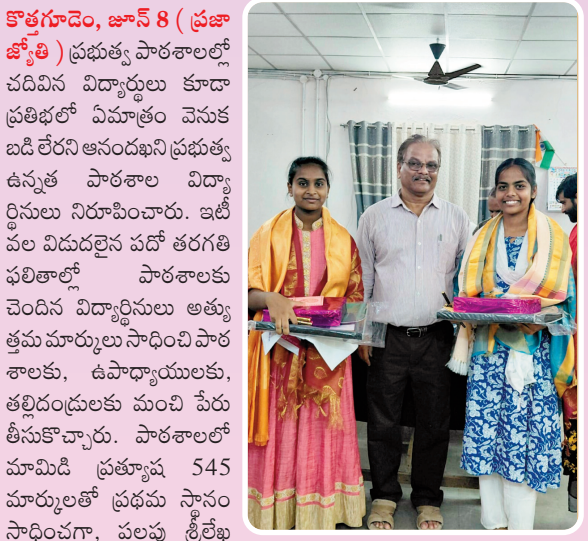 కొత్తగూడెం, జూన్ 8 ( ప్రజా
జ్యోతి ) ప్రభుత్వ పాఠశాలల్లో
చదివిన విద్యార్థులు కూడా
ప్రతిభలో ఏమాత్రం వెనుక
బడి లేరని ఆనందఖని ప్రభుత్వ
ఉన్నత పాఠశాల విద్యా
ర్థినులు నిరూపించారు. ఇటీ
వల విడుదలైన పదో తరగతి
ఫలితాల్లో పాఠశాలకు
చెందిన విద్యార్థినులు అత్యు
త్తమ మార్కులు సాధించి పాఠ
శాలకు, ఉపాధ్యాయులకు,
తల్లిదండ్రులకు మంచి పేరు
తీసుకొచ్చారు. పాఠశాలలో
మామిడి ప్రత్యూష 545
మార్కులతో ప్రథమ స్థానం
సాధించగా, పలపు శ్రీలేఖ